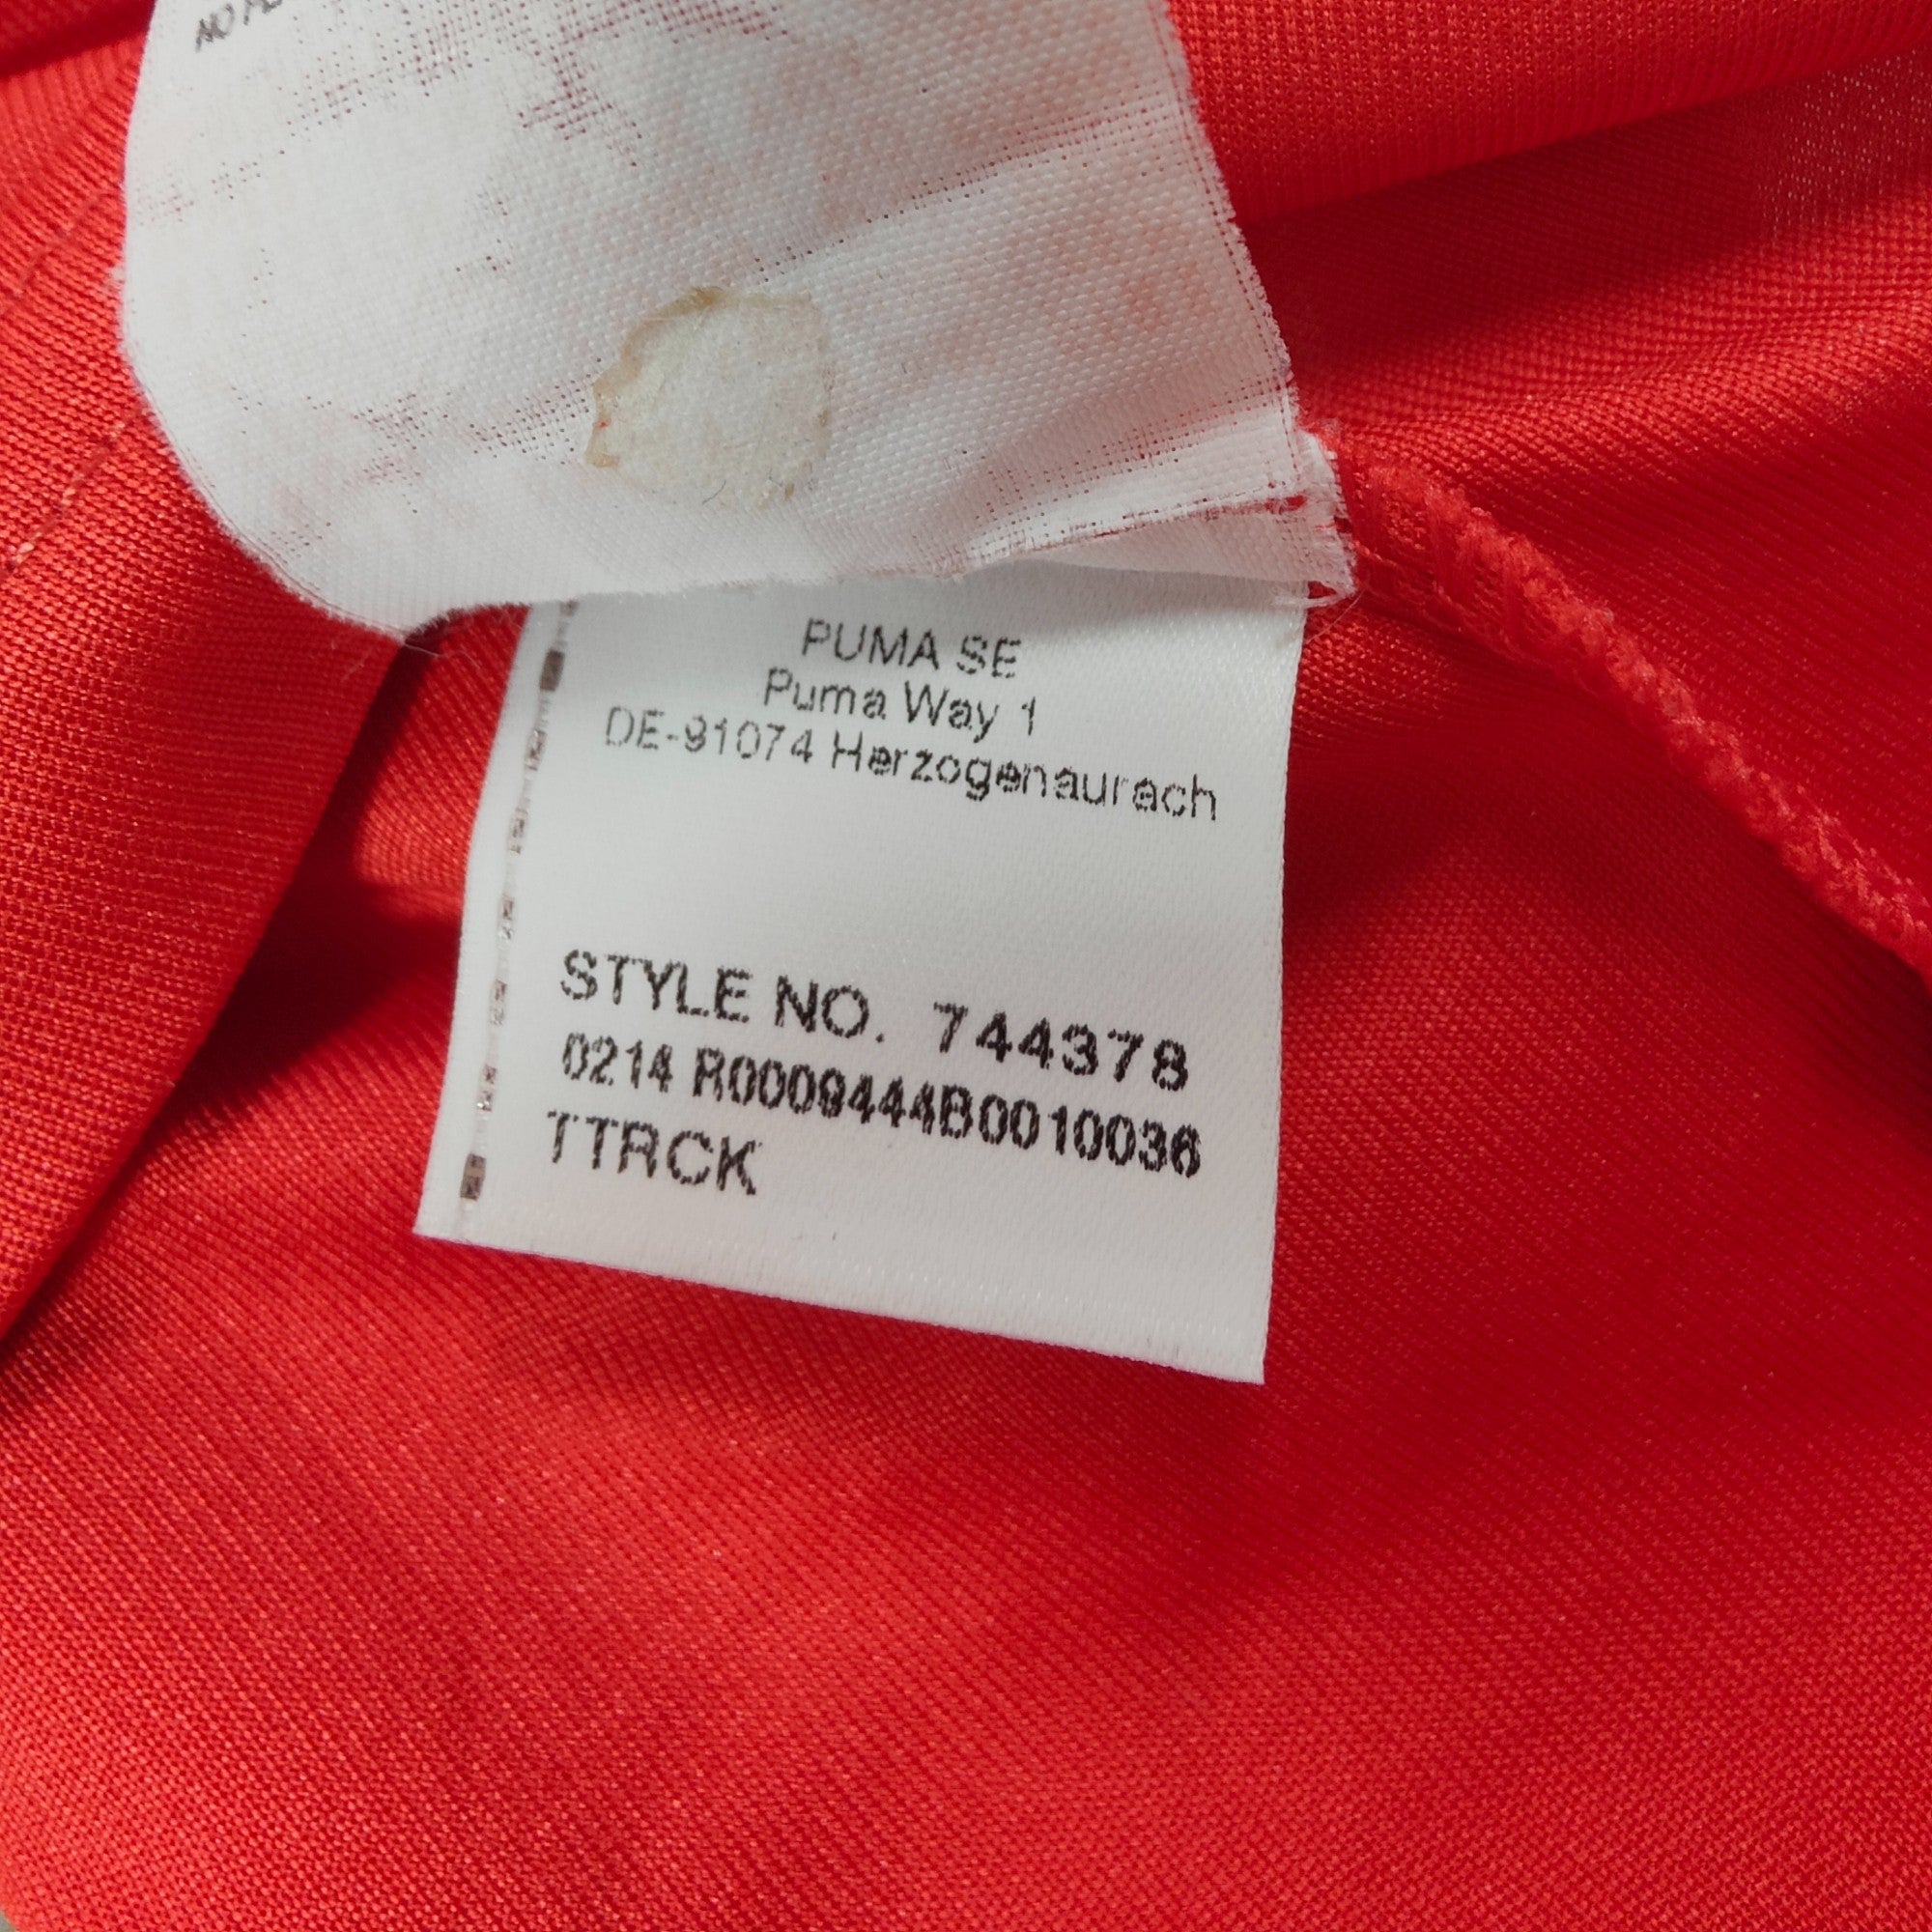 PUMA SE
Puma Way 1
DE-91074 Herzogenaurach
STYLE NO. 744378
0214 R0009444B0010036
TTRCK